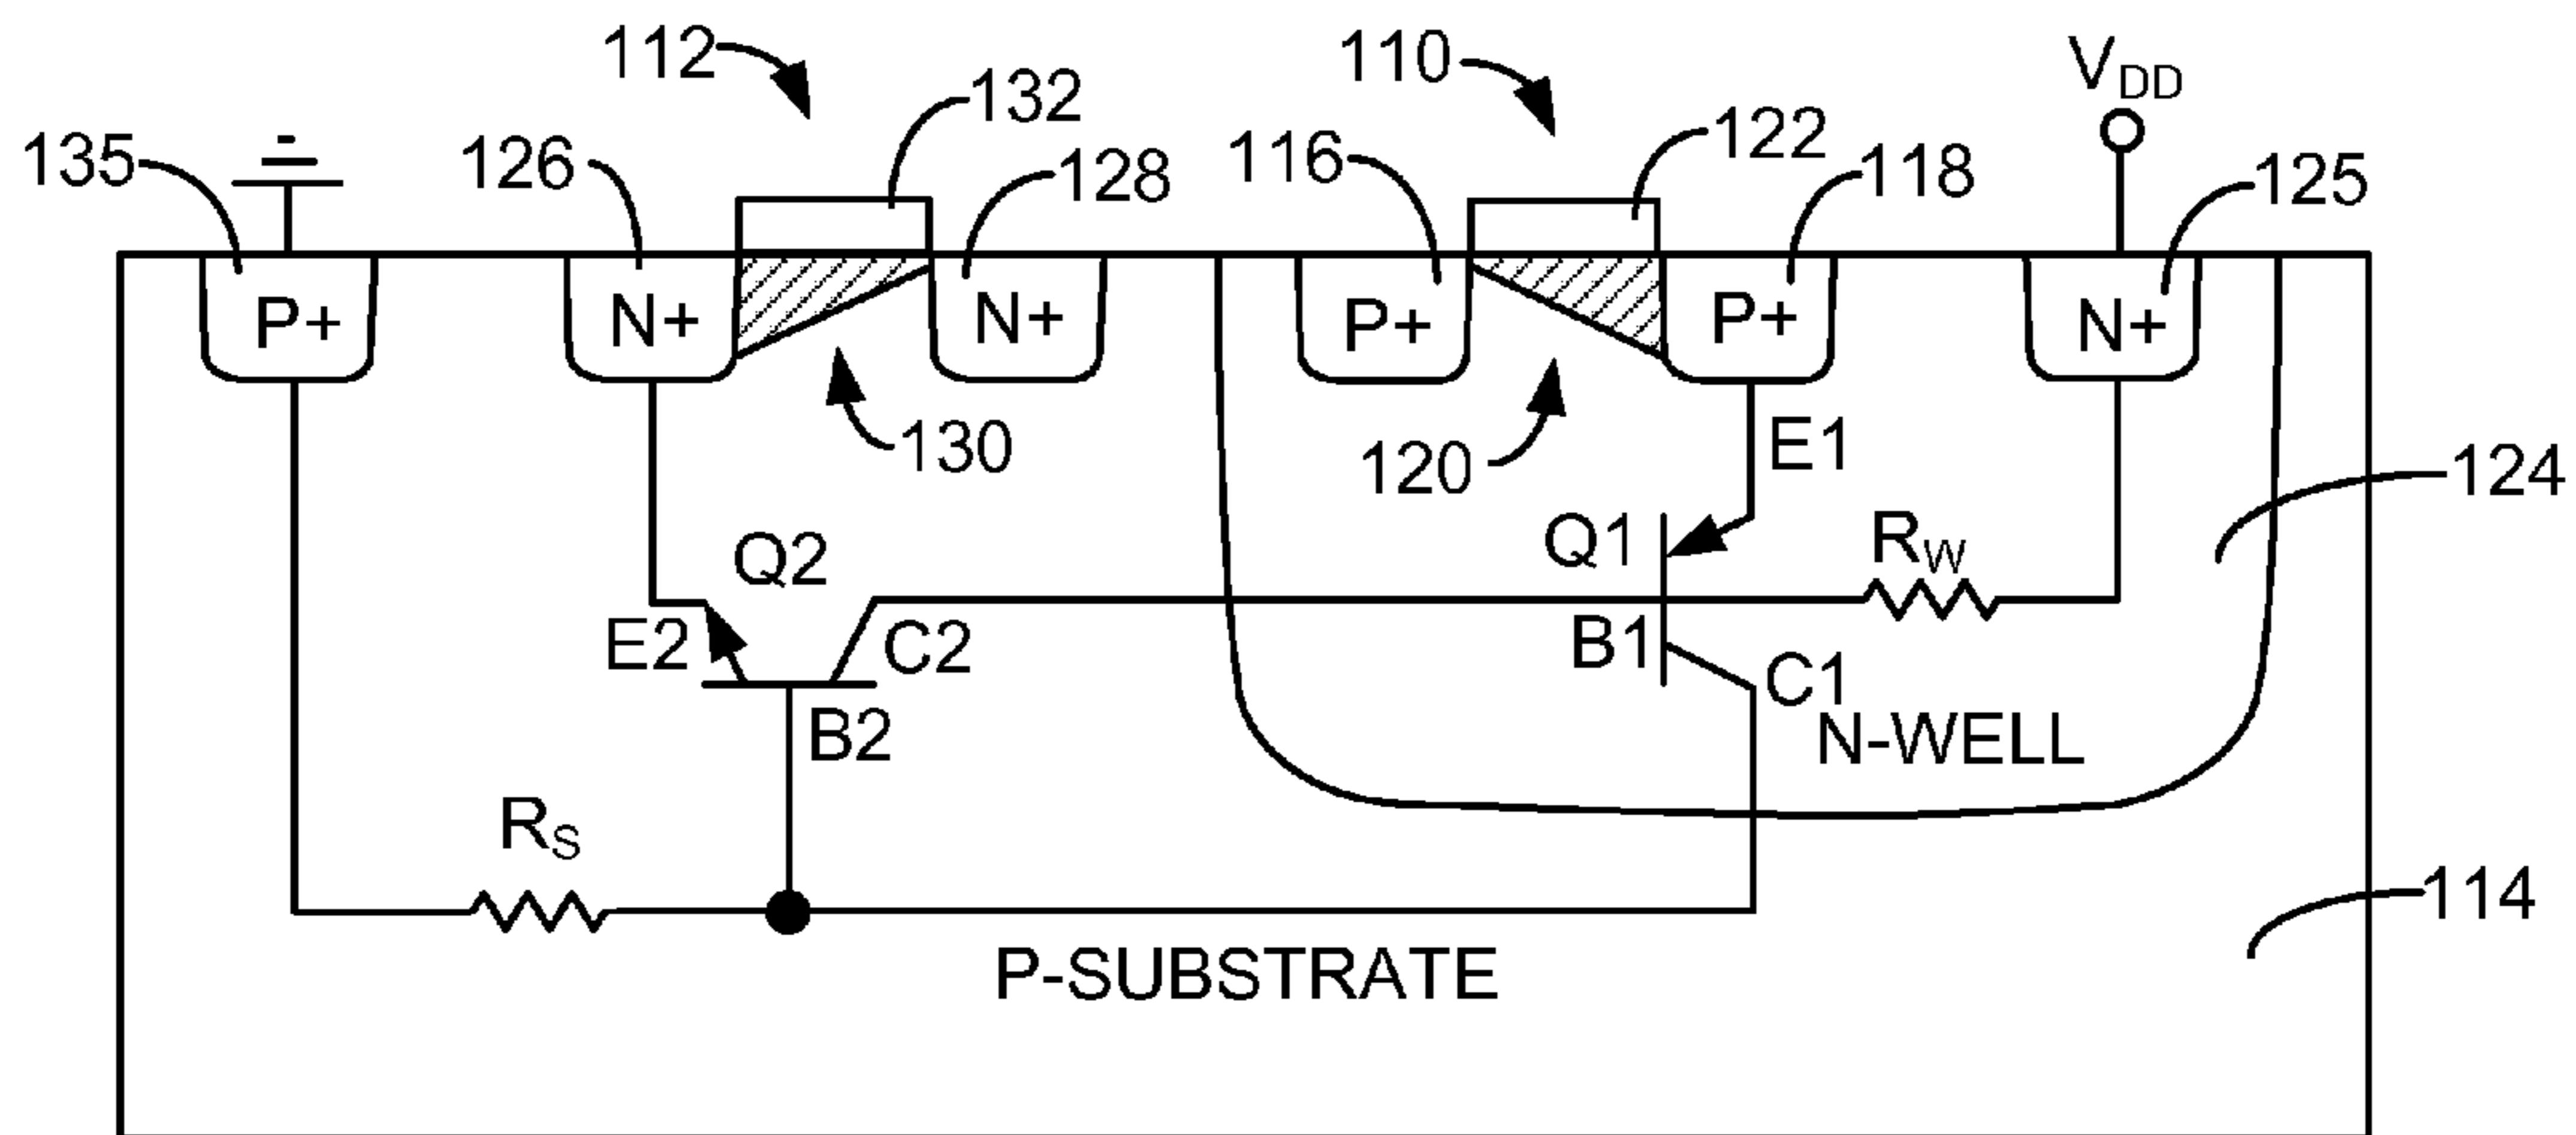 112
110
VDD
132
122
135
126
128
116
118
125
P+
N+
N+
P+
P+
N+
130
120
E1
124
Q2
Q1
RW
E2
C2
B1
C1
B2
N-WELL
RS
114
P-SUBSTRATE